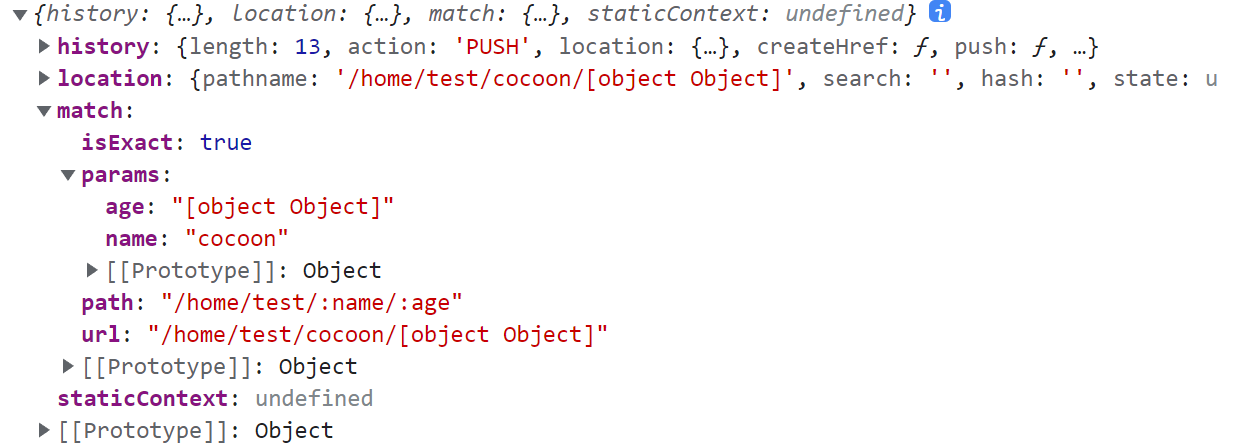 {history: {…}, location: {…}, match: {…}, staticContext: undefined} i
history: {length: 13, action: 'PUSH', location: {…}, createHref: ƒ, push: ƒ, …}
location: {pathname: '/home/test/cocoon/[object Object]', search: '', hash: '', state: u
match:
isExact: true
params:
age: "[object Object]"
name: "cocoon"
[[Prototype]]: Object
path: "/home/test/:name/:age"
url: "/home/test/cocoon/[object Object]"
[[Prototype]]: Object
staticContext: undefined
[[Prototype]]: Object